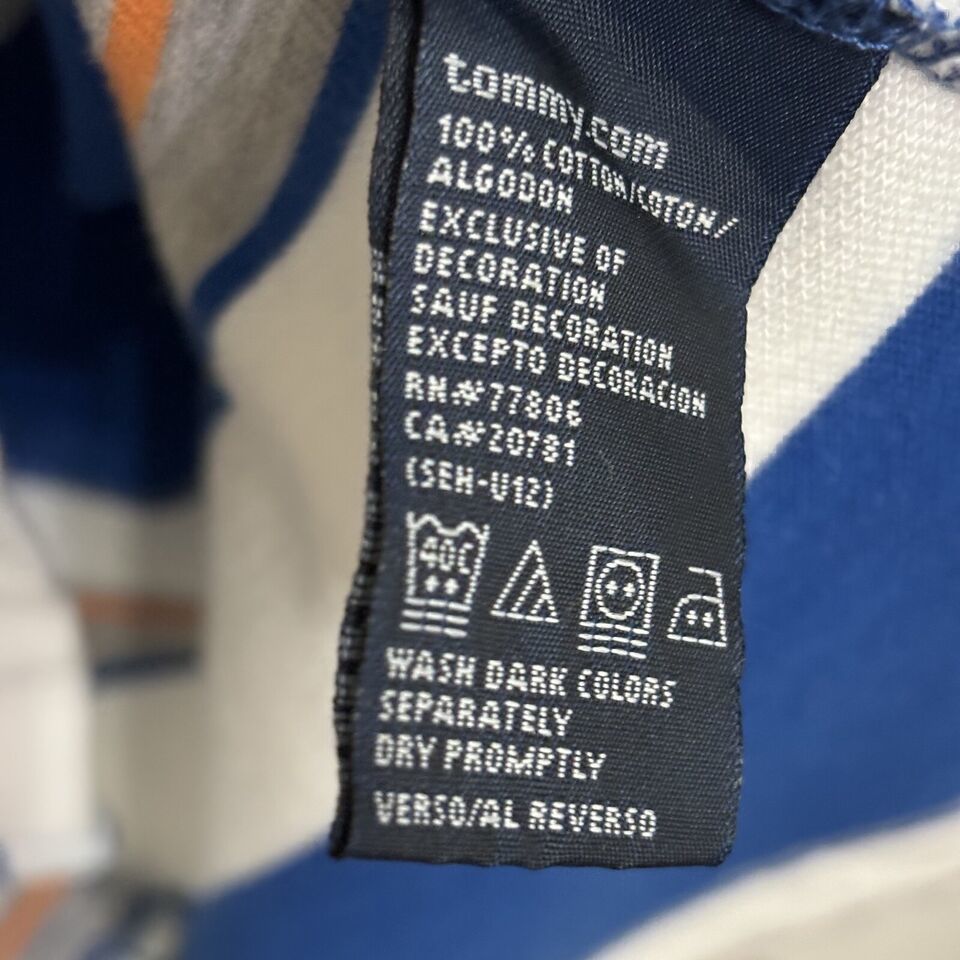 tommy.com
100% COTTON/COTON/
ALGODON
EXCLUSIVE OF
DECORATION
SAUF DECORATION
EXCEPTO DECORACION
RN#77806
CA#20781
(SEH-U12)
40C
WASH DARK COLORS
SEPARATELY
DRY PROMPTLY
VERSO/AL REVERSO